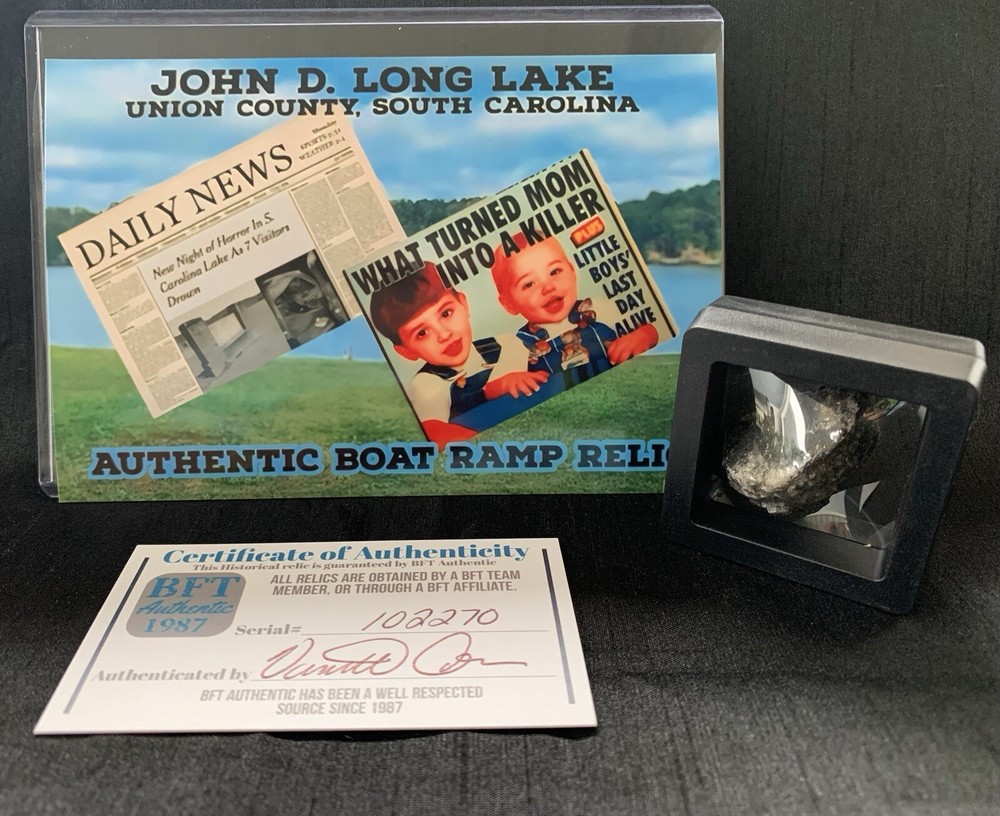 JOHN D. LONG LAKE
UNION COUNTY, SOUTH CAROLINA
DAILY NEWS
New Night of Horror In S.
Carolina Lake As 7 Visitors
Drown
WHAT TURNED MOM
INTO A KILLER
PLUS
LITTLE
BOYS'
LAST
DAY
ALIVE
AUTHENTIC BOAT RAMP RELI
Certificate of Authenticity
This Historical relic is guaranteed by BFT Authentic
BFT
Authentic
1987
ALL RELICS ARE OBTAINED BY A BFT TEAM
MEMBER, OR THROUGH A BFT AFFILIATE.
Serial# 102270
Authenticated by
BFT AUTHENTIC HAS BEEN A WELL RESPECTED
SOURCE SINCE 1987